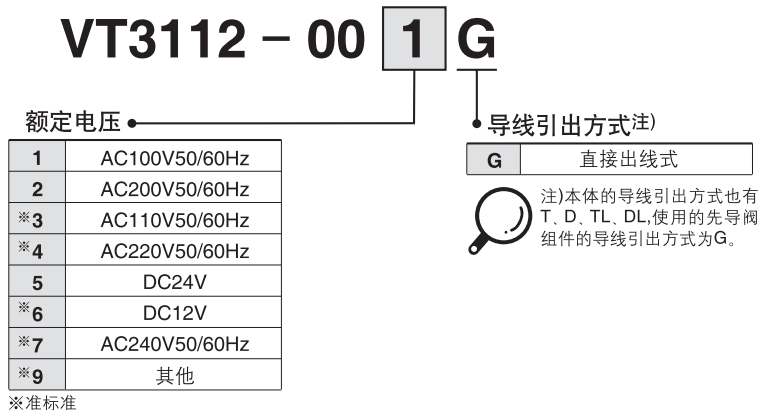 VT3112 – 00 1 G
额定电压
1 AC100V50/60Hz
2 AC200V50/60Hz
※3 AC110V50/60Hz
※4 AC220V50/60Hz
5 DC24V
※6 DC12V
※7 AC240V50/60Hz
※9 其他
※准标准
导线引出方式注)
G 直接出线式
注)本体的导线引出方式也有
T、D、TL、DL,使用的先导阀
组件的导线引出方式为G。